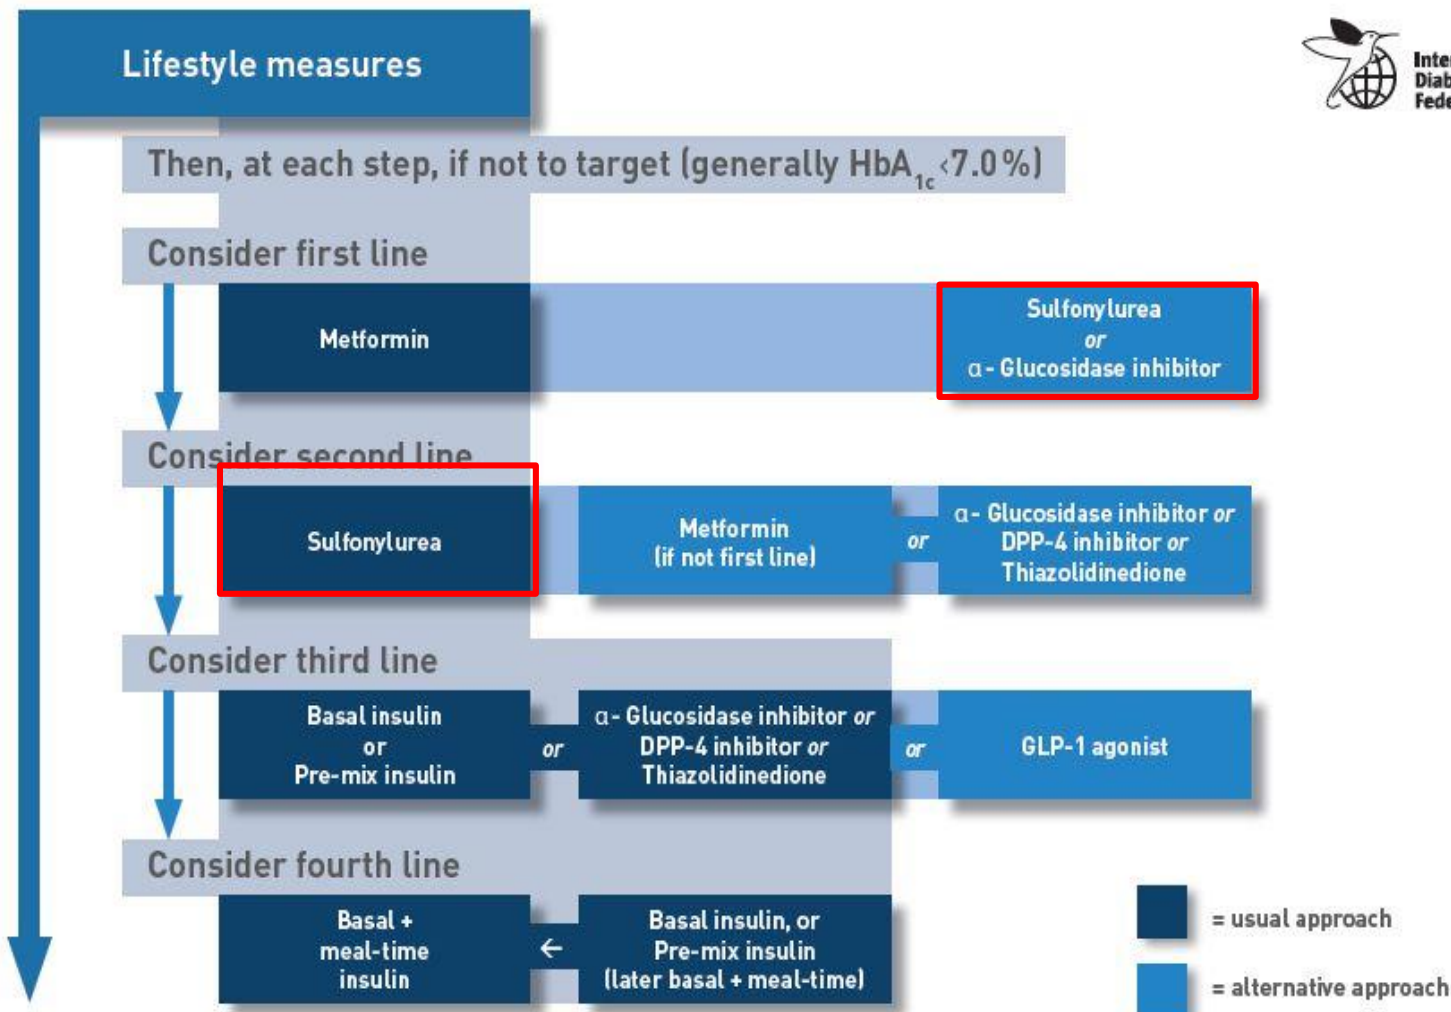 Lifestyle measures
Then, at each step, if not to target (generally HbA1c <7.0%)
Consider first line
Metformin
Sulfonylurea
or
α- Glucosidase inhibitor
Consider second line
Sulfonylurea
Metformin
(if not first line)
or
α- Glucosidase inhibitor or
DPP-4 inhibitor or
Thiazolidinedione
Consider third line
Basal insulin
or
Pre-mix insulin
or
α- Glucosidase inhibitor or
DPP-4 inhibitor or
Thiazolidinedione
or
GLP-1 agonist
Consider fourth line
Basal +
meal-time
insulin
←
Basal insulin, or
Pre-mix insulin
(later basal + meal-time)
= usual approach
= alternative approach